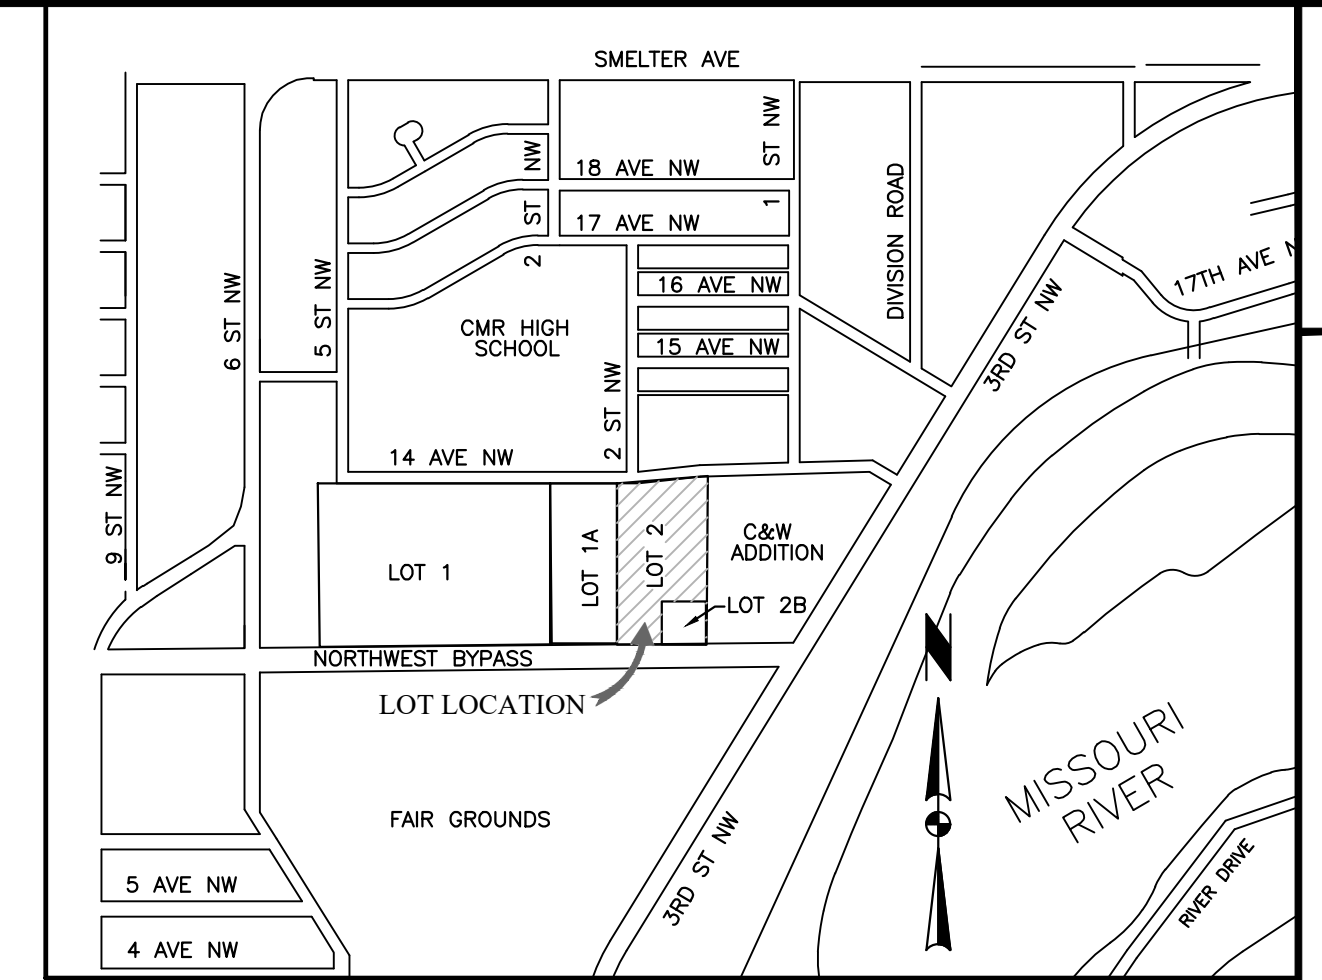 SMELTER AVE
18 AVE NW
1 ST NW
2 ST NW
17 AVE NW
DIVISION ROAD
17TH AVE
6 ST NW
5 ST NW
16 AVE NW
CMR HIGH
SCHOOL
15 AVE NW
3RD ST NW
2 ST NW
14 AVE NW
9 ST NW
LOT 1
LOT 1A
LOT 2
C&W
ADDITION
LOT 2B
N
NORTHWEST BYPASS
LOT LOCATION
MISSOURI
RIVER
FAIR GROUNDS
3RD ST NW
RIVER DRIVE
5 AVE NW
4 AVE NW